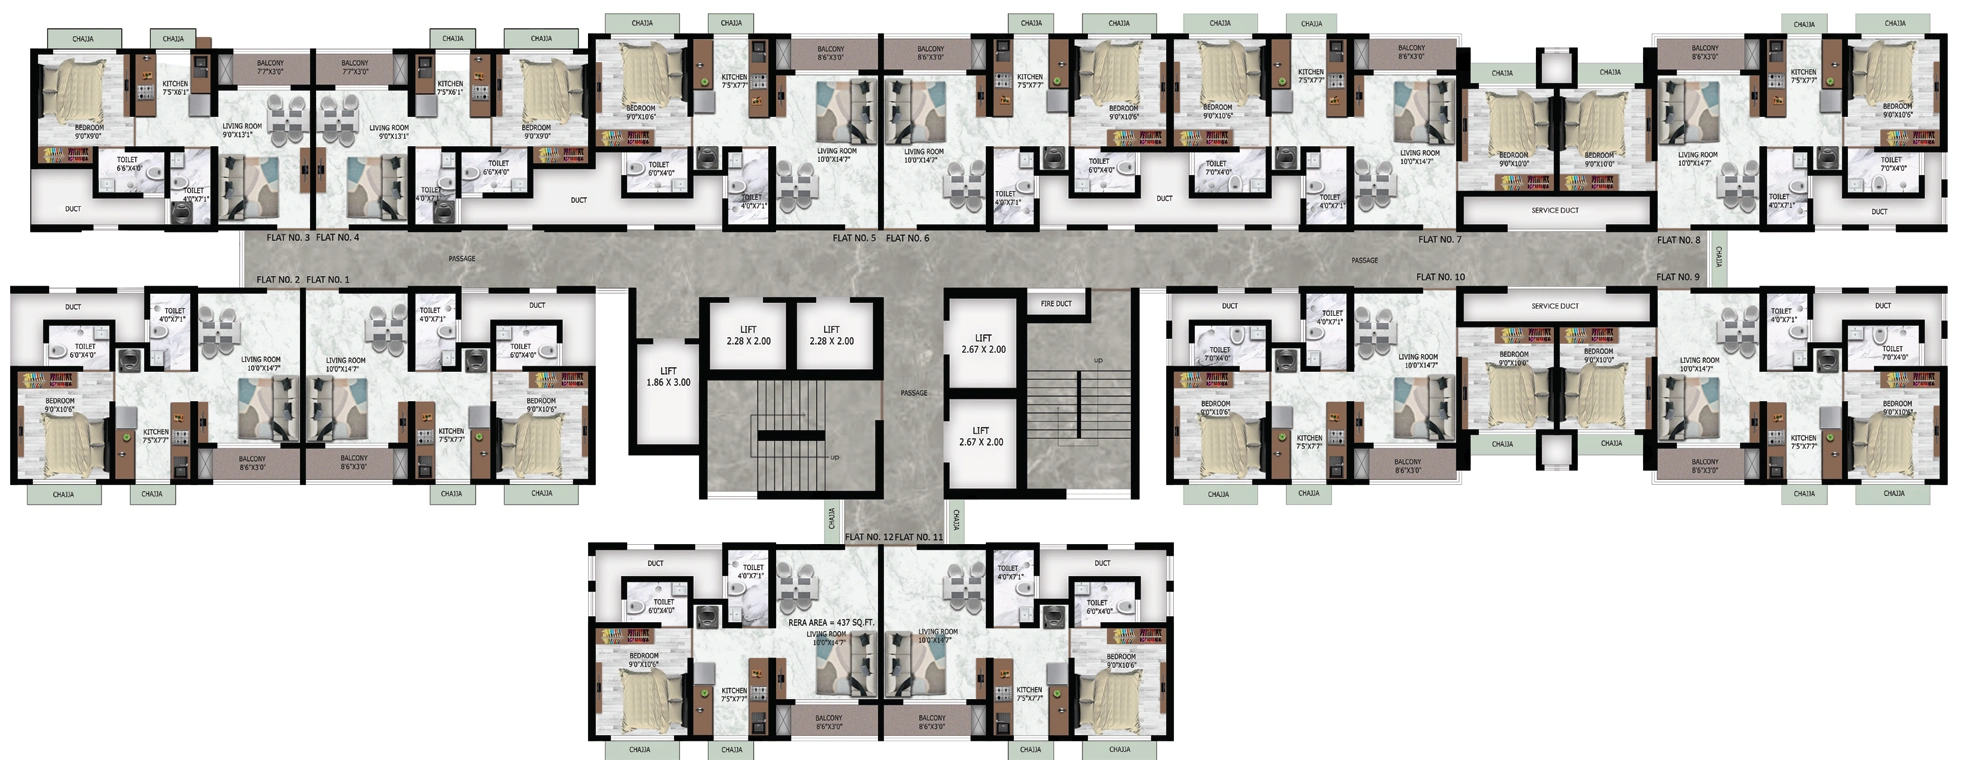 CHAJJA
CHAJJA
CHAJJA
CHAJJA
CHAJJA
CHAJJA
CHAJJA
CHAJJA
CHAJJA
CHAJJA
CHAJJA
CHAJJA
BEDROOM
9'0"X9'0"
KITCHEN
7'5"X6'1"
BALCONY
7'7"X3'0"
LIVING ROOM
9'0"X13'1"
TOILET
6'6"X4'0"
TOILET
4'0"X7'1"
DUCT
FLAT N0. 3
BALCONY
7'7"X3'0"
LIVING ROOM
9'0"X13'1
KITCHEN
7'5"X6'1"
BEDROOM
9'0"X9'0
TOILET
6'6"X4'0"
TOILET
4'0"X7'1"
FLAT N0. 4
DUCT
BEDROOM
9'0"X10'6"
KITCHEN
7'5"X7'7"
BALCONY
8'6"X3'0"
LIVING ROOM
10'0"X14'7"
TOILET
6'0"X4'0"
TOILET
4'0"X7'1"
FLAT N0. 5
BALCONY
8'6"X3'0"
LIVING ROOM
10'0"X14'7"
KITCHEN
7'5"X7'7"
BEDROOM
9'0"X10'6"
TOILET
6'0"X4'0"
TOILET
4'0"X7'1"
FLAT N0. 6
DUCT
BEDROOM
9'0"X10'6"
KITCHEN
7'5"X7'7"
BALCONY
8'6"X3'0"
LIVING ROOM
10'0"X14'7"
TOILET
7'0"X4'0"
TOILET
4'0"X7'1"
BEDROOM
9'0"X10'0"
FLAT N0. 7
CHAJJA
CHAJJA
SERVICE DUCT
BEDROOM
9'0"X10'0"
BALCONY
8'6"X3'0"
LIVING ROOM
10'0"X14'7"
KITCHEN
7'5"X7'7"
BEDROOM
9'0"X10'6"
TOILET
7'0"X4'0"
TOILET
4'0"X7'1"
DUCT
FLAT N0. 8
PASSAGE
PASSAGE
CHAJJA
FLAT N0. 2
FLAT N0. 1
FLAT N0. 10
FLAT N0. 9
DUCT
TOILET
4'0"X7'1"
TOILET
6'0"X4'0"
LIVING ROOM
10'0"X14'7"
BEDROOM
9'0"X10'6"
KITCHEN
7'5"X7'7"
BALCONY
8'6"X3'0"
CHAJJA
CHAJJA
LIVING ROOM
10'0"X14'7"
TOILET
4'0"X7'1"
DUCT
TOILET
6'0"X4'0"
BEDROOM
9'0"X10'6"
KITCHEN
7'5"X7'7"
BALCONY
8'6"X3'0"
CHAJJA
CHAJJA
LIFT
1.86 X 3.00
LIFT
2.28 X 2.00
LIFT
2.28 X 2.00
up
PASSAGE
LIFT
2.67 X 2.00
LIFT
2.67 X 2.00
FIRE DUCT
up
DUCT
TOILET
4'0"X7'1"
TOILET
7'0"X4'0"
LIVING ROOM
10'0"X14'7"
BEDROOM
9'0"X10'6"
KITCHEN
7'5"X7'7"
BALCONY
8'6"X3'0"
CHAJJA
CHAJJA
SERVICE DUCT
BEDROOM
9'0"X10'0"
BEDROOM
9'0"X10'0"
CHAJJA
CHAJJA
TOILET
4'0"X7'1"
DUCT
TOILET
7'0"X4'0"
LIVING ROOM
10'0"X14'7"
BEDROOM
9'0"X10'6"
KITCHEN
7'5"X7'7"
BALCONY
8'6"X3'0"
CHAJJA
CHAJJA
CHAJJA
CHAJJA
FLAT N0. 12
FLAT N0. 11
DUCT
TOILET
4'0"X7'1"
TOILET
6'0"X4'0"
RERA AREA = 437 SQ.FT.
LIVING ROOM
10'0"X14'7"
BEDROOM
9'0"X10'6"
KITCHEN
7'5"X7'7"
BALCONY
8'6"X3'0"
CHAJJA
CHAJJA
TOILET
4'0"X7'1"
DUCT
TOILET
6'0"X4'0"
LIVING ROOM
10'0"X14'7"
BEDROOM
9'0"X10'6"
KITCHEN
7'5"X7'7"
BALCONY
8'6"X3'0"
CHAJJA
CHAJJA